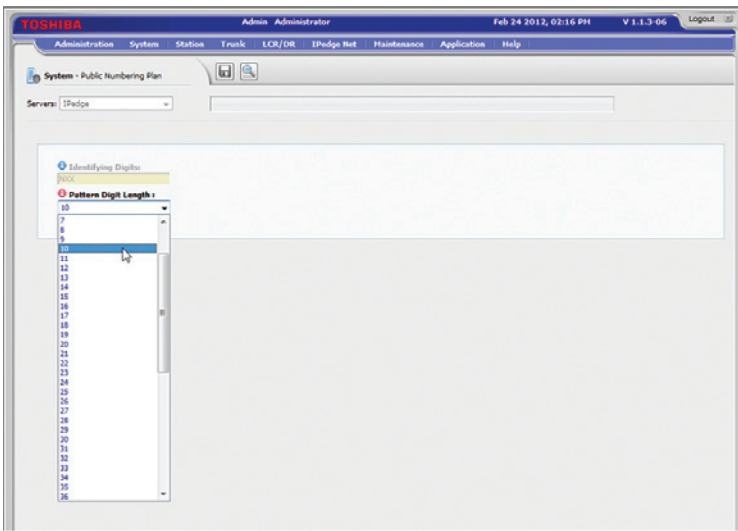 TOSHIBA
Admin Administrator
Feb 24 2012, 02:16 PM
V 1.1.3-06
Logout
Administration System Station Trunk LCR/DR IPedge Net Maintenance Application Help
System - Public Numbering Plan
Servers: IPedge
Identifying Digits:
NXX
Pattern Digit Length :
10
7
8
9
10
11
12
13
14
15
16
17
18
19
20
21
22
23
24
25
26
27
28
29
30
31
32
33
34
35
36